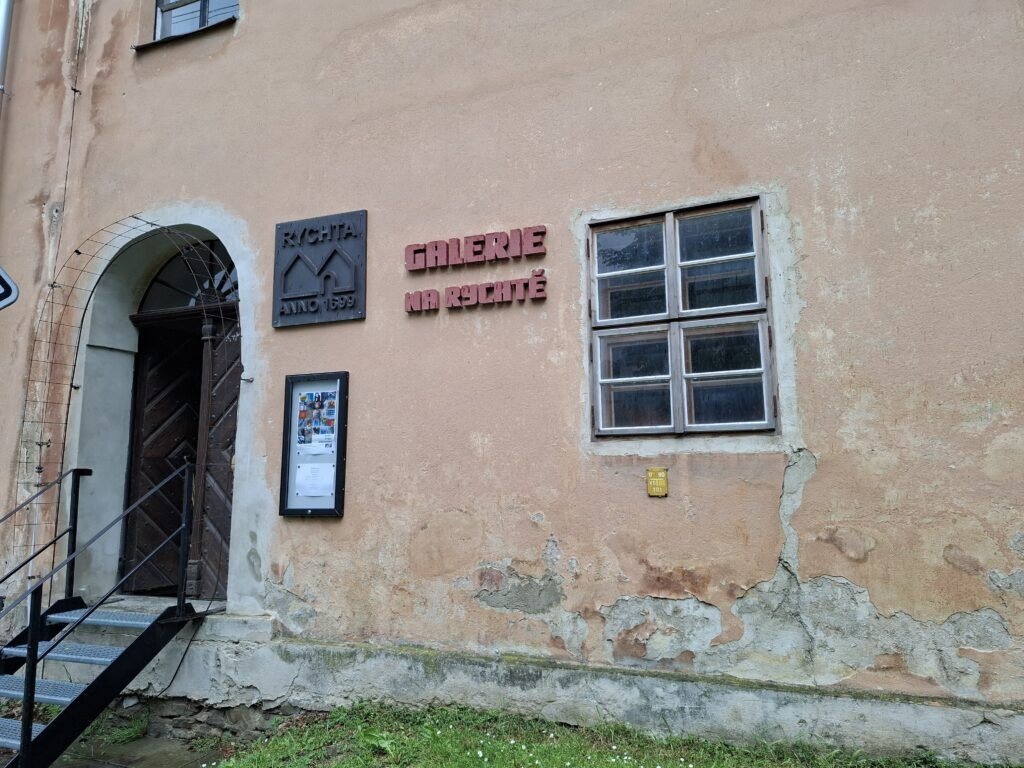 RYCHTA
ANNO 1699
GALERIE
NA RYCHTĚ